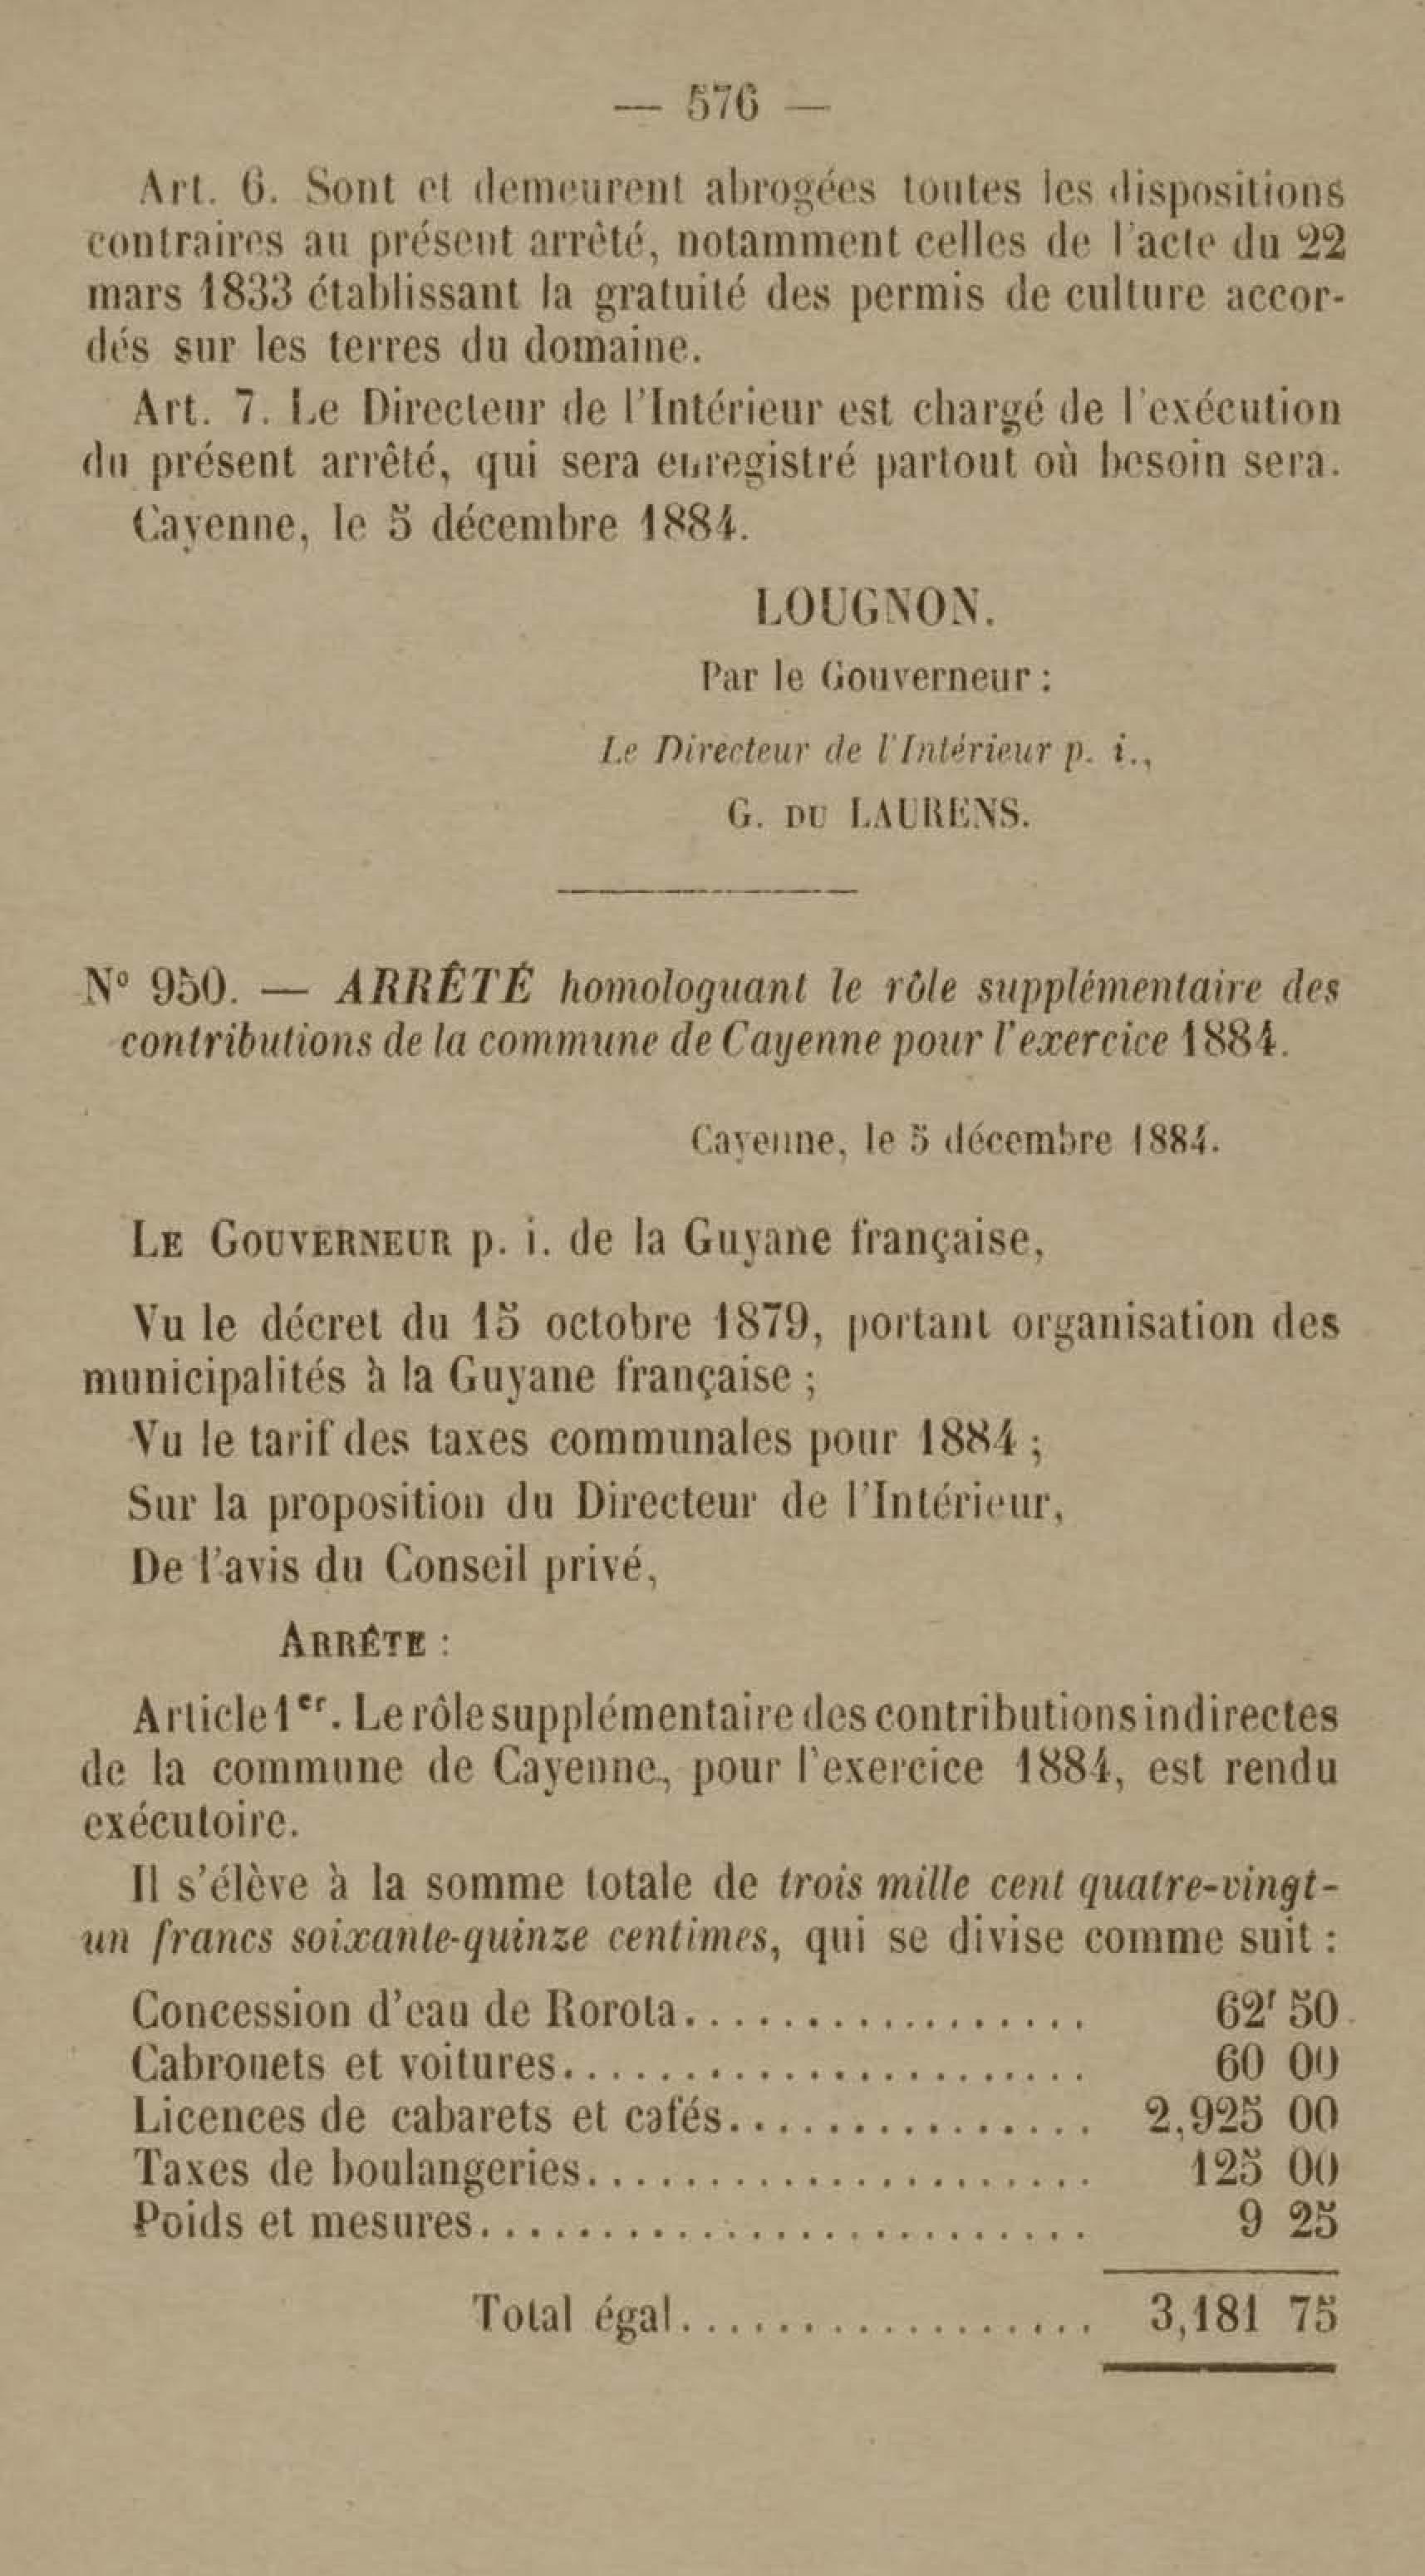 — 576 —
Art. 6. Sont et demeurent abrogées toutes les dispositions
contraires au présent arrêté, notamment celles de l'acte du 22
mars 1833 établissant la gratuité des permis de culture accor-
dés sur les terres du domaine.
Art. 7. Le Directeur de l'Intérieur est chargé de l'exécution
du présent arrêté, qui sera enregistré partout où besoin sera.
Cayenne, le 5 décembre 1884.
LOUGNON.
Par le Gouverneur :
Le Directeur de l'Intérieur p. i.,
G. DU LAURENS.
N° 950. — ARRÊTÉ homologuant le rôle supplémentaire des
contributions de la commune de Cayenne pour l'exercice 1884.
Cayenne, le 5 décembre 1884.
LE GOUVERNEUR p. i. de la Guyane française,
Vu le décret du 15 octobre 1879, portant organisation des
municipalités à la Guyane française ;
Vu le tarif des taxes communales pour 1884 ;
Sur la proposition du Directeur de l'Intérieur,
De l'avis du Conseil privé,
ARRÊTE :
Article 1er. Le rôle supplémentaire des contributions indirectes
de la commune de Cayenne, pour l'exercice 1884, est rendu
exécutoire.
Il s'élève à la somme totale de trois mille cent quatre-vingt-
un francs soixante-quinze centimes, qui se divise comme suit :
Concession d'eau de Rorota................. 62f 50
Cabrouets et voitures...................... 60 00
Licences de cabarets et cafés............... 2,925 00
Taxes de boulangeries..................... 125 00
Poids et mesures.......................... 9 25
Total égal.................. 3,181 75